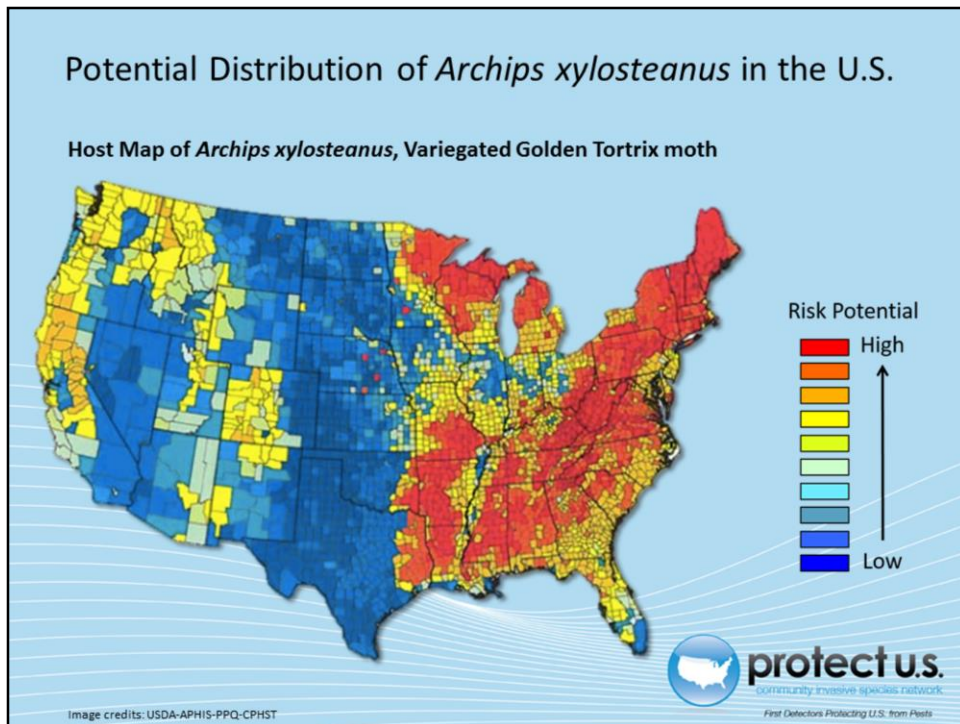 Potential Distribution of Archips xylosteanus in the U.S.
Host Map of Archips xylosteanus, Variegated Golden Tortrix moth
Risk Potential
High
Low
protect u.s.
community invasive species network
First Detectors Protecting U.S. from Pests
Image credits: USDA-APHIS-PPQ-CPHST